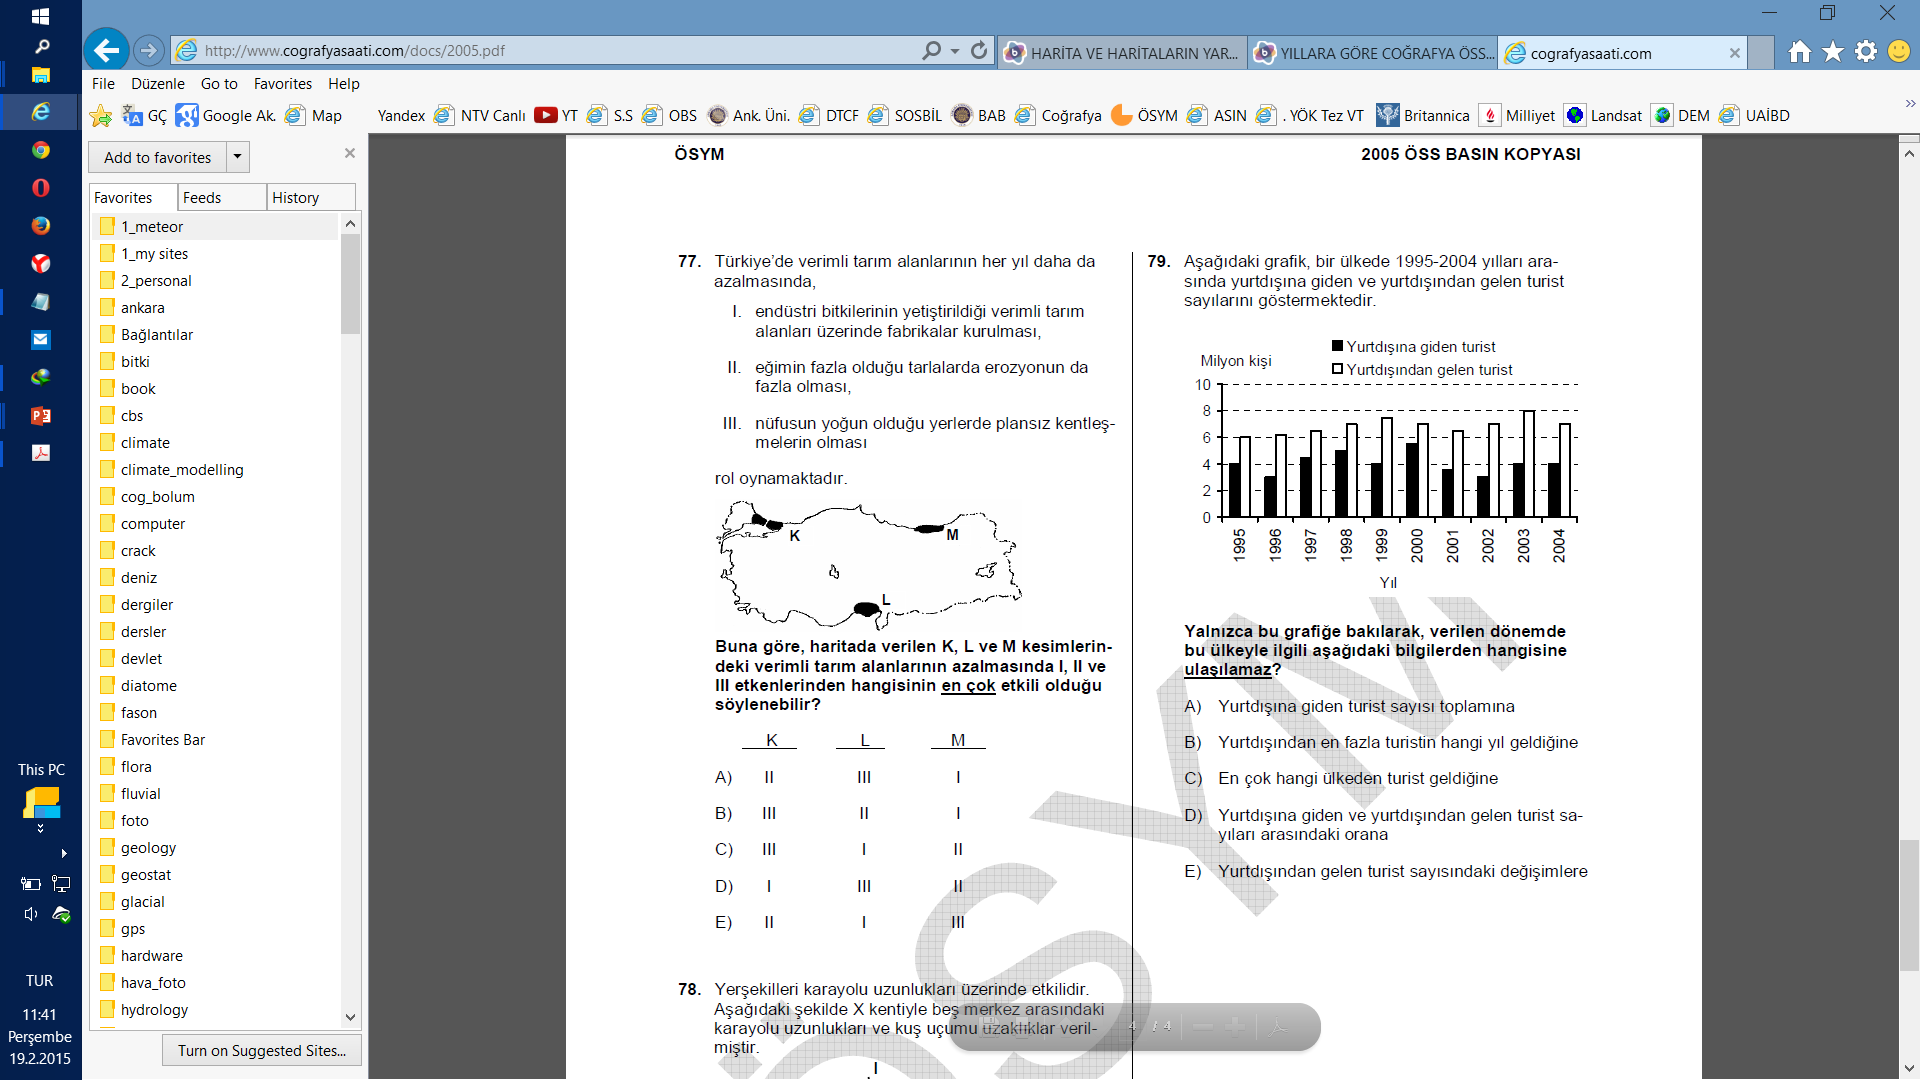 http://www.cografyasaati.com/docs/2005.pdf
HARİTA VE HARİTALARIN YAR...
YILLARA GÖRE COĞRAFYA ÖSS...
cografyasaati.com
File Düzenle Go to Favorites Help
GÇ Google Ak. Map Yandex NTV Canlı YT S.S OBS Ank. Üni. DTCF SOSBİL BAB Coğrafya ÖSYM ASIN . YÖK Tez VT Britannica Milliyet Landsat DEM UAİBD
Add to favorites
Favorites Feeds History
1_meteor
1_my sites
2_personal
ankara
Bağlantılar
bitki
book
cbs
climate
climate_modelling
cog_bolum
computer
crack
deniz
dergiler
dersler
devlet
diatome
fason
Favorites Bar
flora
fluvial
foto
geology
geostat
glacial
gps
hardware
hava_foto
hydrology
Turn on Suggested Sites...
This PC
TUR
11:41
Perşembe
19.2.2015
ÖSYM
2005 ÖSS BASIN KOPYASI
77. Türkiye'de verimli tarım alanlarının her yıl daha da
azalmasında,
I. endüstri bitkilerinin yetiştirildiği verimli tarım
alanları üzerinde fabrikalar kurulması,
II. eğimin fazla olduğu tarlalarda erozyonun da
fazla olması,
III. nüfusun yoğun olduğu yerlerde plansız kentleş-
melerin olması
rol oynamaktadır.
K
M
L
Buna göre, haritada verilen K, L ve M kesimlerin-
deki verimli tarım alanlarının azalmasında I, II ve
III etkenlerinden hangisinin en çok etkili olduğu
söylenebilir?
K L M
A) II III I
B) III II I
C) III I II
D) I III II
E) II I III
78. Yerşekilleri karayolu uzunlukları üzerinde etkilidir.
Aşağıdaki şekilde X kentiyle beş merkez arasındaki
karayolu uzunlukları ve kuş uçumu uzaklıklar veril-
miştir.
I
79. Aşağıdaki grafik, bir ülkede 1995-2004 yılları ara-
sında yurtdışına giden ve yurtdışından gelen turist
sayılarını göstermektedir.
Milyon kişi
Yurtdışına giden turist
Yurtdışından gelen turist
10
8
6
4
2
0
1995 1996 1997 1998 1999 2000 2001 2002 2003 2004
Yıl
Yalnızca bu grafiğe bakılarak, verilen dönemde
bu ülkeyle ilgili aşağıdaki bilgilerden hangisine
ulaşılamaz?
A) Yurtdışına giden turist sayısı toplamına
B) Yurtdışından en fazla turistin hangi yıl geldiğine
C) En çok hangi ülkeden turist geldiğine
D) Yurtdışına giden ve yurtdışından gelen turist sa-
yıları arasındaki orana
E) Yurtdışından gelen turist sayısındaki değişimlere
ÖSYM
4 / 4